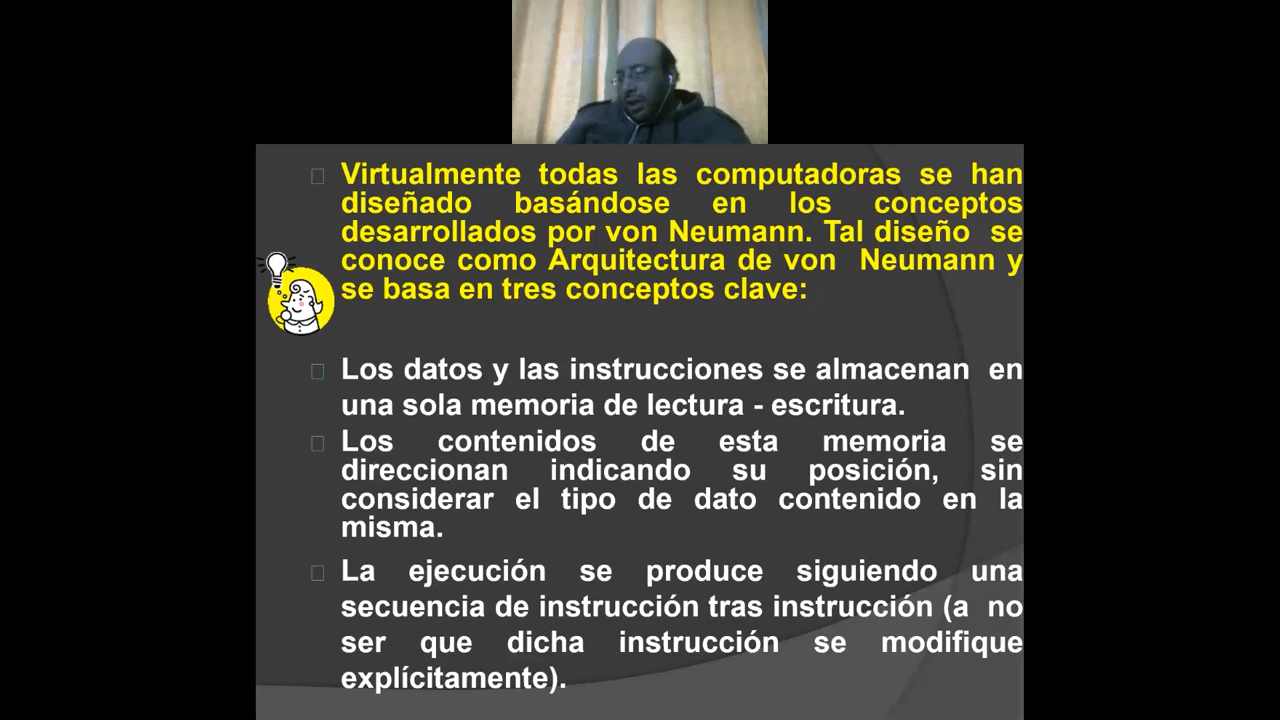 Virtualmente todas las computadoras se han
diseñado basándose en los conceptos
desarrollados por von Neumann. Tal diseño se
conoce como Arquitectura de von Neumann y
se basa en tres conceptos clave:
Los datos y las instrucciones se almacenan en
una sola memoria de lectura - escritura.
Los contenidos de esta memoria se
direccionan indicando su posición, sin
considerar el tipo de dato contenido en la
misma.
La ejecución se produce siguiendo una
secuencia de instrucción tras instrucción (a no
ser que dicha instrucción se modifique
explícitamente).